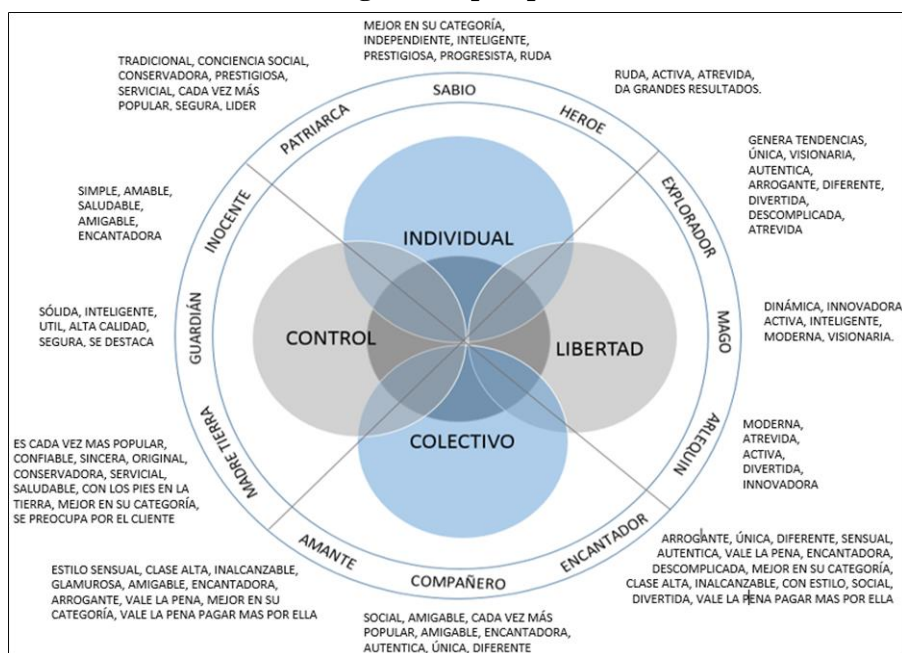 MEJOR EN SU CATEGORÍA,
INDEPENDIENTE, INTELIGENTE,
PRESTIGIOSA, PROGRESISTA, RUDA
TRADICIONAL, CONCIENCIA SOCIAL,
CONSERVADORA, PRESTIGIOSA,
SERVICIAL, CADA VEZ MÁS
POPULAR, SEGURA, LIDER
RUDA, ACTIVA, ATREVIDA,
DA GRANDES RESULTADOS.
PATRIARCA
SABIO
HEROE
GENERA TENDENCIAS,
ÚNICA, VISIONARIA,
AUTENTICA,
ARROGANTE, DIFERENTE,
DIVERTIDA,
DESCOMPLICADA,
ATREVIDA
SIMPLE, AMABLE,
SALUDABLE,
AMIGABLE,
ENCANTADORA
INOCENTE
EXPLORADOR
INDIVIDUAL
SÓLIDA, INTELIGENTE,
UTIL, ALTA CALIDAD,
SEGURA, SE DESTACA
GUARDIÁN
CONTROL
LIBERTAD
MAGO
DINÁMICA, INNOVADORA
ACTIVA, INTELIGENTE,
MODERNA, VISIONARIA.
COLECTIVO
ES CADA VEZ MAS POPULAR,
CONFIABLE, SINCERA, ORIGINAL,
CONSERVADORA, SERVICIAL,
SALUDABLE, CON LOS PIES EN LA
TIERRA, MEJOR EN SU CATEGORÍA,
SE PREOCUPA POR EL CLIENTE
MADRE TIERRA
ARLEQUIN
MODERNA,
ATREVIDA,
ACTIVA,
DIVERTIDA,
INNOVADORA
AMANTE
COMPAÑERO
ENCANTADOR
ARROGANTE, ÚNICA, DIFERENTE, SENSUAL,
AUTENTICA, VALE LA PENA, ENCANTADORA,
DESCOMPLICADA, MEJOR EN SU CATEGORÍA,
CLASE ALTA, INALCANZABLE, CON ESTILO, SOCIAL,
DIVERTIDA, VALE LA PENA PAGAR MAS POR ELLA
ESTILO SENSUAL, CLASE ALTA, INALCANZABLE,
GLAMUROSA, AMIGABLE, ENCANTADORA,
ARROGANTE, VALE LA PENA, MEJOR EN SU
CATEGORÍA, VALE LA PENA PAGAR MAS POR ELLA
SOCIAL, AMIGABLE, CADA VEZ MÁS
POPULAR, AMIGABLE, ENCANTADORA,
AUTENTICA, ÚNICA, DIFERENTE